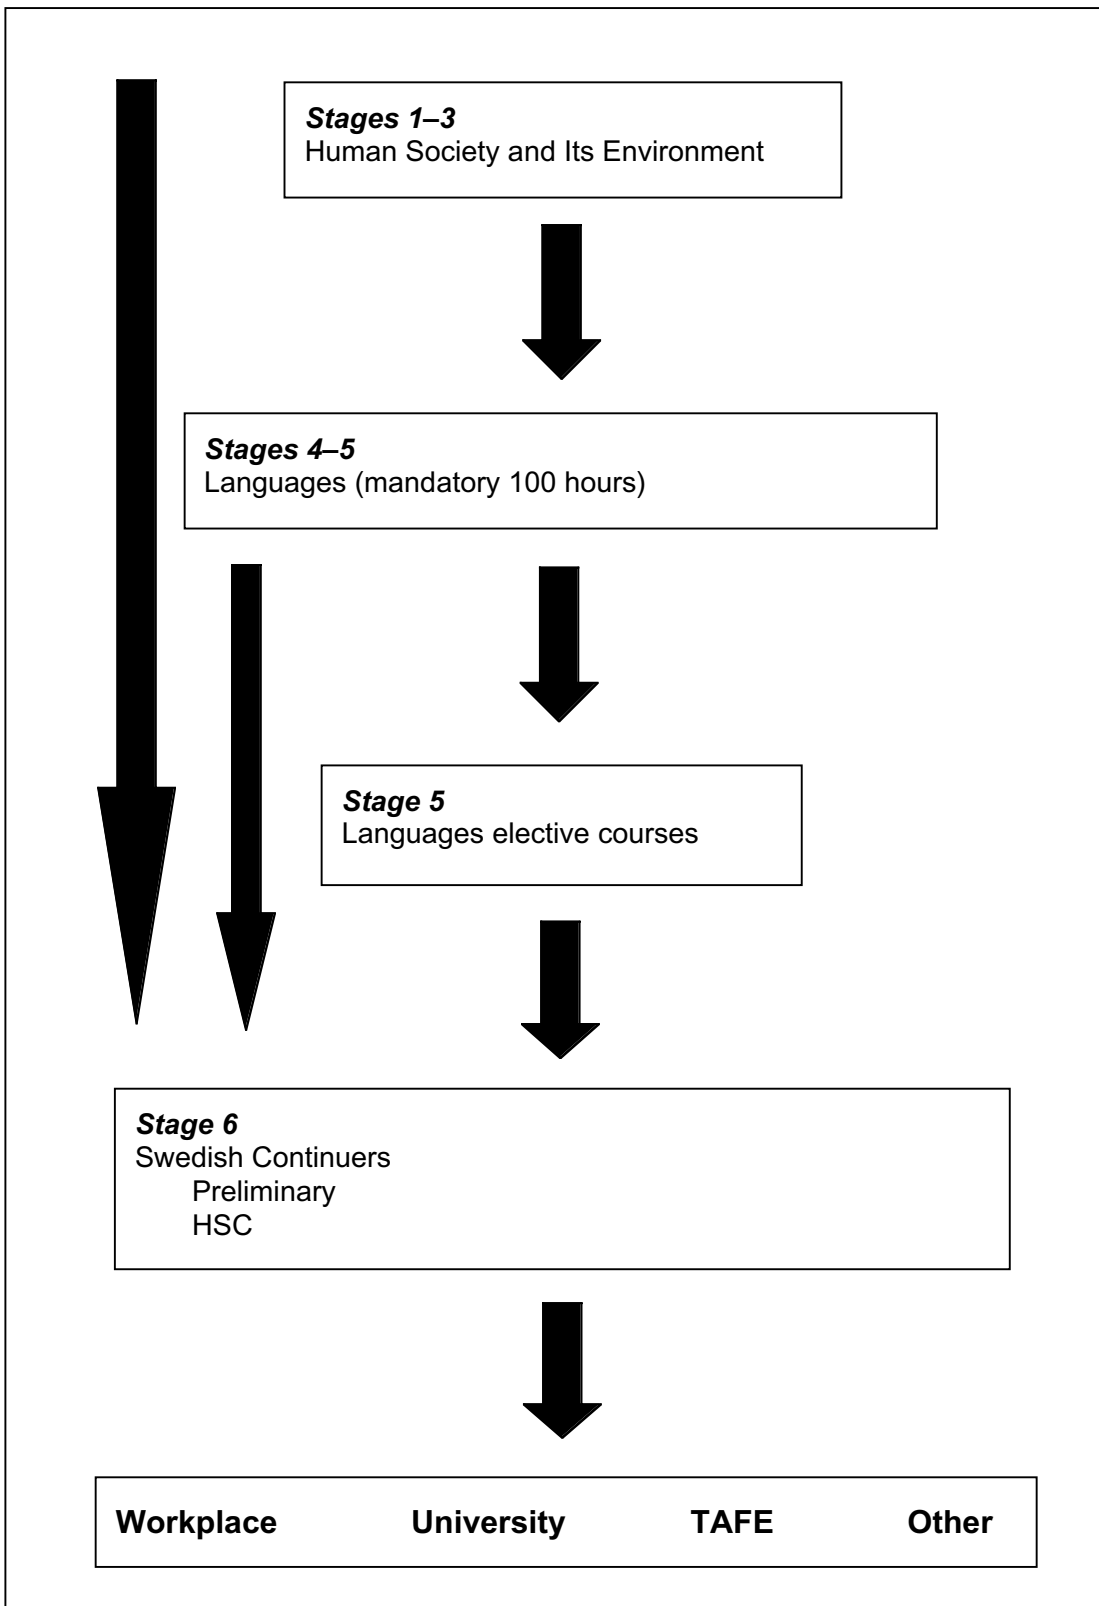 Stages 1–3
Human Society and Its Environment
Stages 4–5
Languages (mandatory 100 hours)
Stage 5
Languages elective courses
Stage 6
Swedish Continuers
Preliminary
HSC
Workplace University TAFE Other